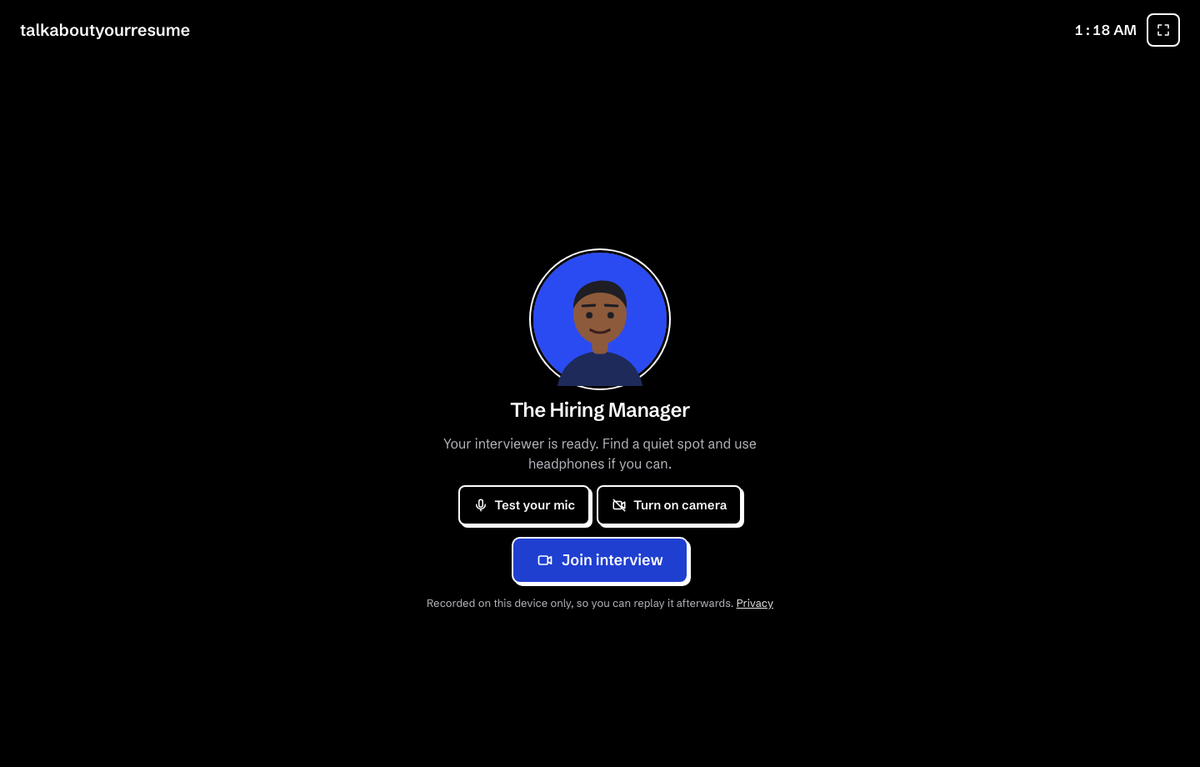 talkaboutyourresume
1:18 AM
The Hiring Manager
Your interviewer is ready. Find a quiet spot and use
headphones if you can.
Test your mic
Turn on camera
Join interview
Recorded on this device only, so you can replay it afterwards. Privacy